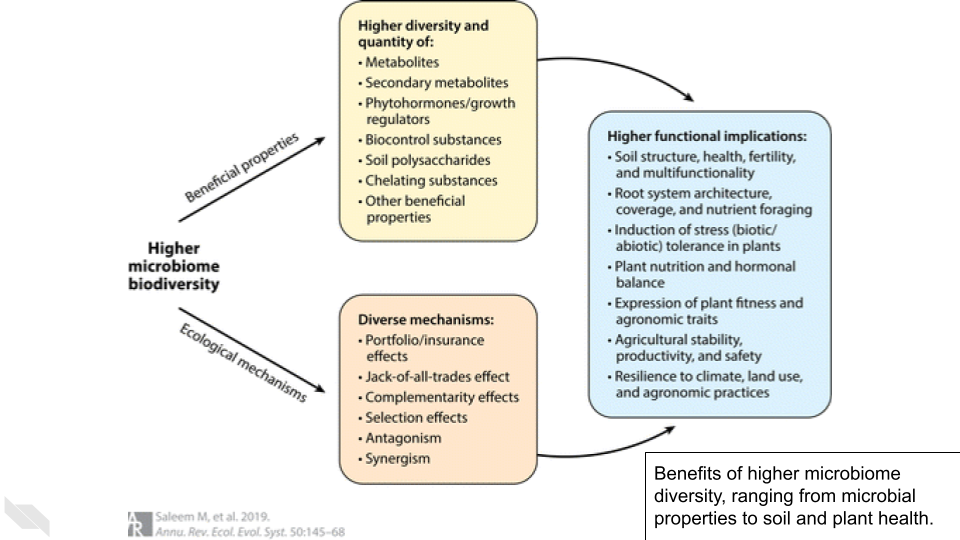 Higher diversity and
quantity of:
• Metabolites
• Secondary metabolites
• Phytohormones/growth
regulators
• Biocontrol substances
• Soil polysaccharides
• Chelating substances
• Other beneficial
properties
Beneficial properties
Higher
microbiome
biodiversity
Ecological mechanisms
Diverse mechanisms:
• Portfolio/insurance
effects
• Jack-of-all-trades effect
• Complementarity effects
• Selection effects
• Antagonism
• Synergism
Higher functional implications:
• Soil structure, health, fertility,
and multifunctionality
• Root system architecture,
coverage, and nutrient foraging
• Induction of stress (biotic/
abiotic) tolerance in plants
• Plant nutrition and hormonal
balance
• Expression of plant fitness and
agronomic traits
• Agricultural stability,
productivity, and safety
• Resilience to climate, land use,
and agronomic practices
Benefits of higher microbiome
diversity, ranging from microbial
properties to soil and plant health.
AR
Saleem M, et al. 2019.
Annu. Rev. Ecol. Evol. Syst. 50:145–68